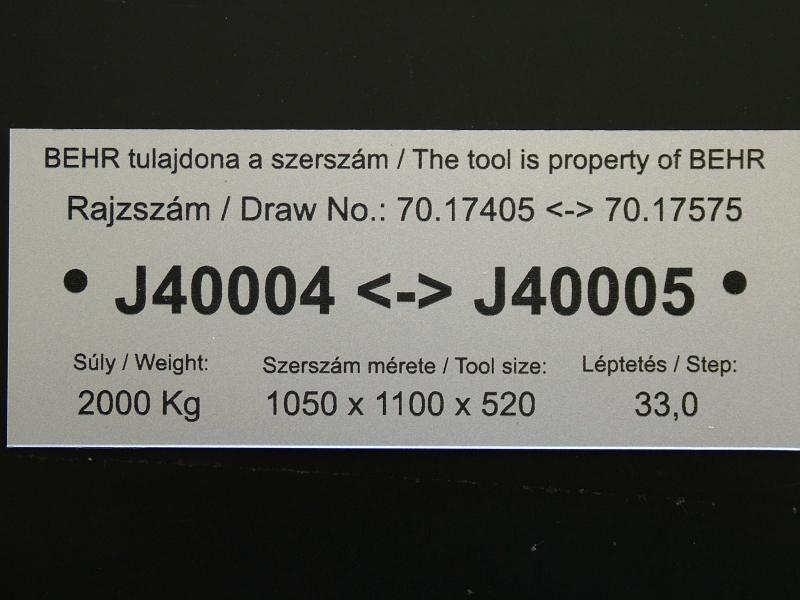 BEHR tulajdona a szerszám / The tool is property of BEHR
Rajzszám / Draw No.: 70.17405 <-> 70.17575
• J40004 <-> J40005 •
Súly / Weight: Szerszám mérete / Tool size: Léptetés / Step:
2000 Kg 1050 x 1100 x 520 33,0